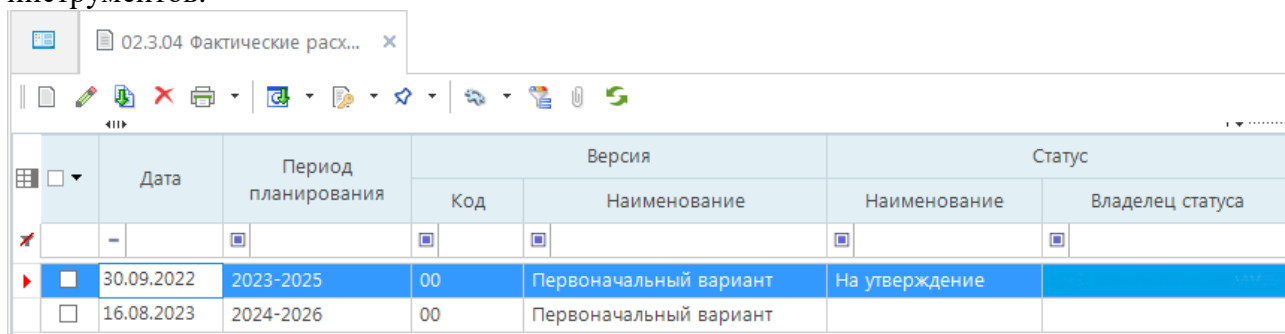 инструментов.
02.3.04 Фактические расх...
Дата
Период планирования
Версия
Статус
Код
Наименование
Наименование
Владелец статуса
30.09.2022 2023-2025 00 Первоначальный вариант На утверждение
16.08.2023 2024-2026 00 Первоначальный вариант